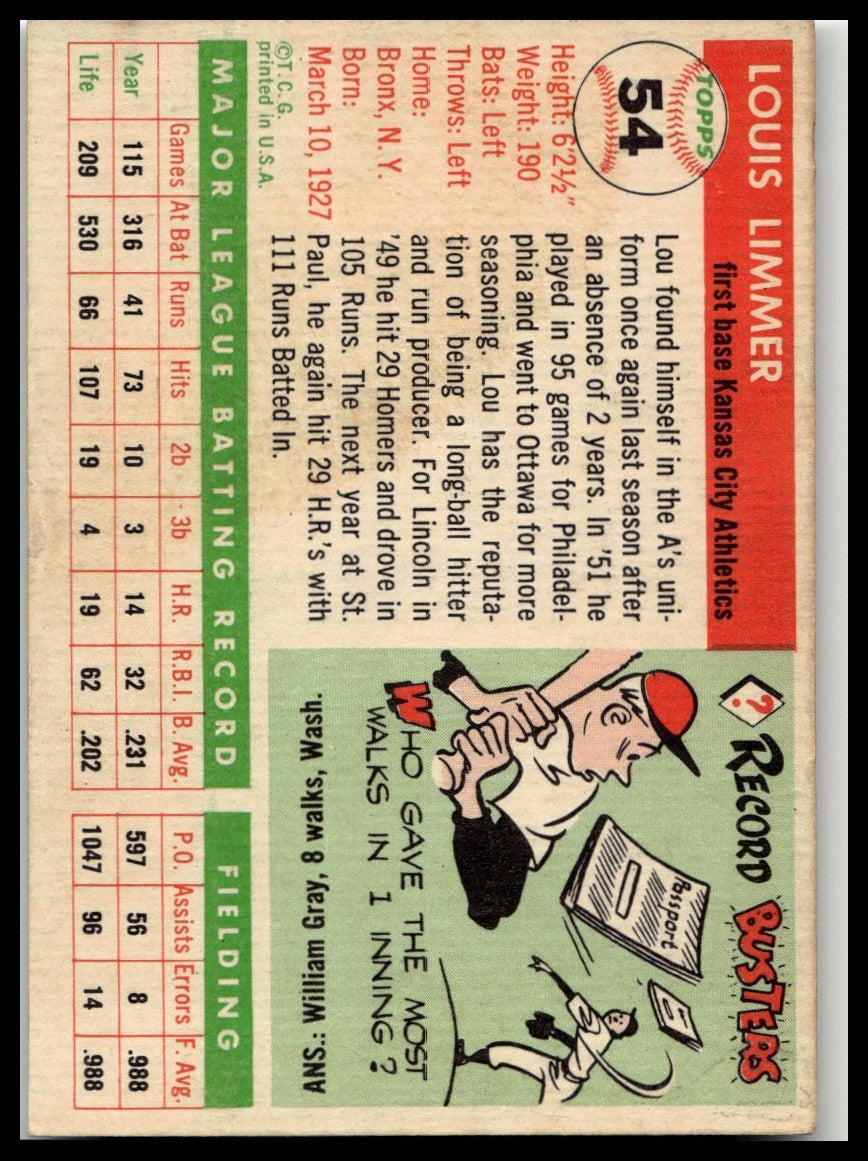 TOPPS
54
LOUIS LIMMER
first base Kansas City Athletics
Height: 6'2½"
Weight: 190
Bats: Left
Throws: Left
Home:
Bronx, N. Y.
Born:
March 10, 1927
©T. C. G.
printed in U.S.A.
Lou found himself in the A's uni-
form once again last season after
an absence of 2 years. In '51 he
played in 95 games for Philadel-
phia and went to Ottawa for more
seasoning. Lou has the reputa-
tion of being a long-ball hitter
and run producer. For Lincoln in
'49 he hit 29 Homers and drove in
105 Runs. The next year at St.
Paul, he again hit 29 H.R.'s with
111 Runs Batted In.
? RECORD BUSTERS
Passport
WHO GAVE THE MOST
WALKS IN 1 INNING?
ANS.: William Gray, 8 walks, Wash.
MAJOR LEAGUE BATTING RECORD FIELDING
Games At Bat Runs Hits 2b 3b H.R. R.B.I. B. Avg. P.O. Assists Errors F. Avg.
Year 115 316 41 73 10 3 14 32 .231 597 56 8 .988
Life 209 530 66 107 19 4 19 62 .202 1047 96 14 .988